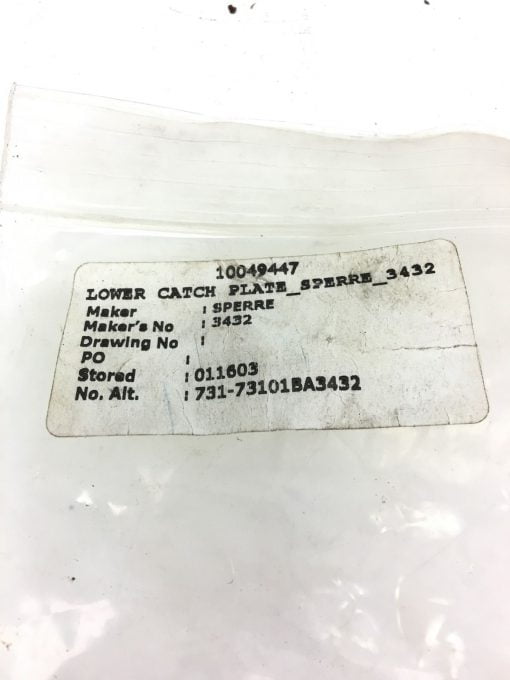 10049447
LOWER CATCH PLATE_SPERRE_3432
Maker : SPERRE
Maker's No : 3432
Drawing No :
PO :
Stored : 011603
No. Alt. : 731-73101BA3432